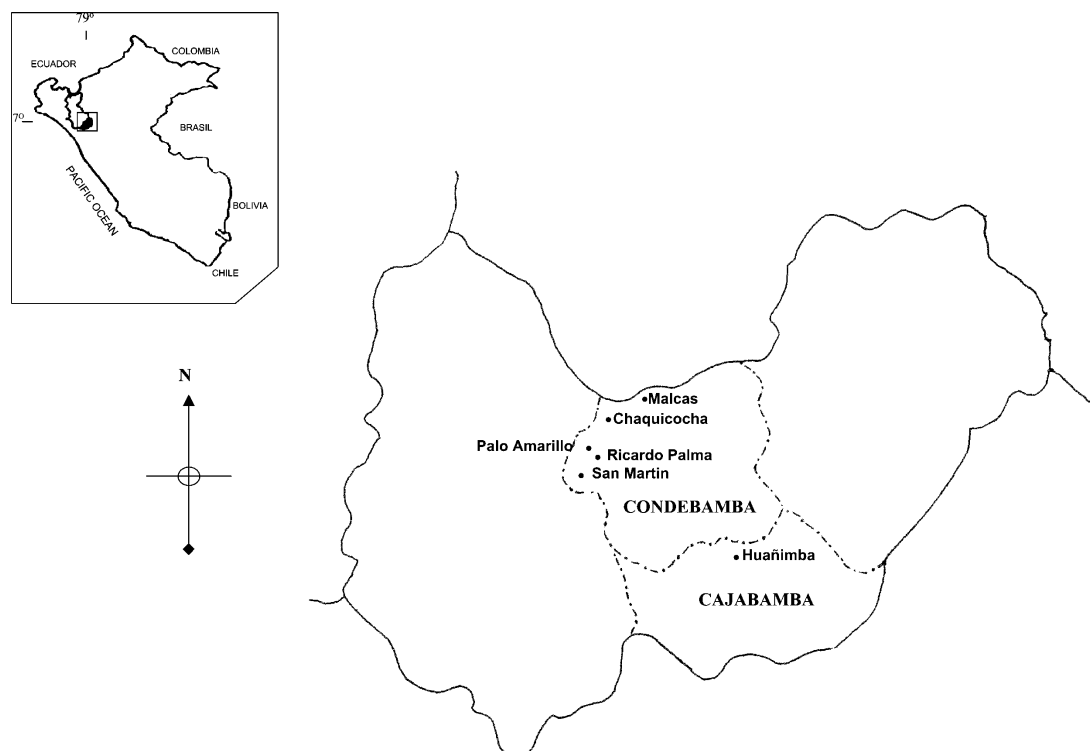 79º
COLOMBIA
ECUADOR
7º
BRASIL
PACIFIC OCEAN
BOLIVIA
CHILE
N
Malcas
Chaquicocha
Palo Amarillo
Ricardo Palma
San Martin
CONDEBAMBA
Huañimba
CAJABAMBA